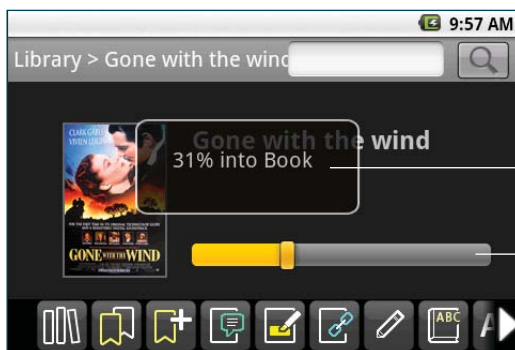 9:57 AM
Library > Gone with the wind
Gone with the wind
31% into Book
CLARK GABLE
VIVIEN LEIGH
GONE WITH THE WIND
ABC
A